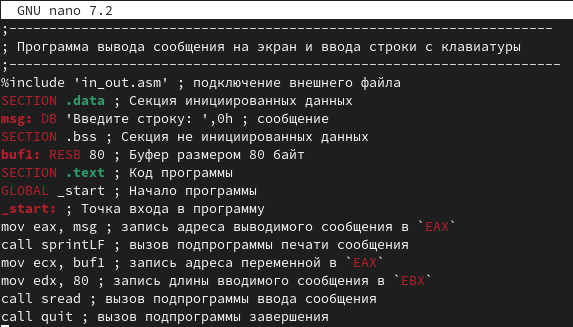 GNU nano 7.2
;-------------------------------------------------------------------
; Программа вывода сообщения на экран и ввода строки с клавиатуры
;--------------------------------------------------------------------
%include 'in_out.asm' ; подключение внешнего файла
SECTION .data ; Секция инициированных данных
msg: DB 'Введите строку: ',0h ; сообщение
SECTION .bss ; Секция не инициированных данных
buf1: RESB 80 ; Буфер размером 80 байт
SECTION .text ; Код программы
GLOBAL _start ; Начало программы
_start: ; Точка входа в программу
mov eax, msg ; запись адреса выводимого сообщения в `EAX`
call sprintLF ; вызов подпрограммы печати сообщения
mov ecx, buf1 ; запись адреса переменной в `EAX`
mov edx, 80 ; запись длины вводимого сообщения в `EBX`
call sread ; вызов подпрограммы ввода сообщения
call quit ; вызов подпрограммы завершения